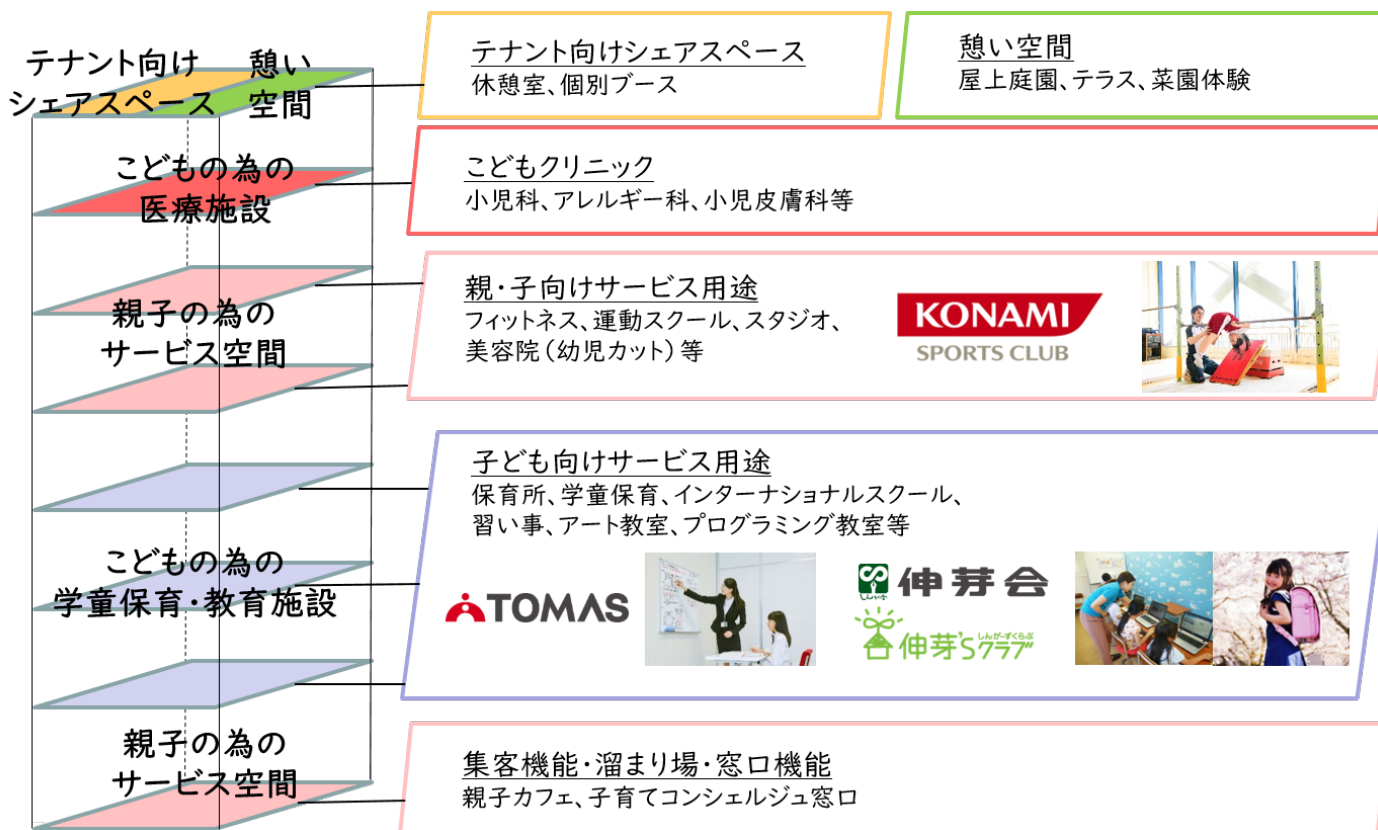 テナント向け
シェアスペース
憩い
空間
テナント向けシェアスペース
休憩室、個別ブース
憩い空間
屋上庭園、テラス、菜園体験
こどもの為の
医療施設
こどもクリニック
小児科、アレルギー科、小児皮膚科等
親子の為の
サービス空間
親・子向けサービス用途
フィットネス、運動スクール、スタジオ、
美容院(幼児カット)等
KONAMI
SPORTS CLUB
こどもの為の
学童保育・教育施設
子ども向けサービス用途
保育所、学童保育、インターナショナルスクール、
習い事、アート教室、プログラミング教室等
TOMAS
しんが会
伸芽会
しんがーずくらぶ
伸芽'Sクラブ
親子の為の
サービス空間
集客機能・溜まり場・窓口機能
親子カフェ、子育てコンシェルジュ窓口